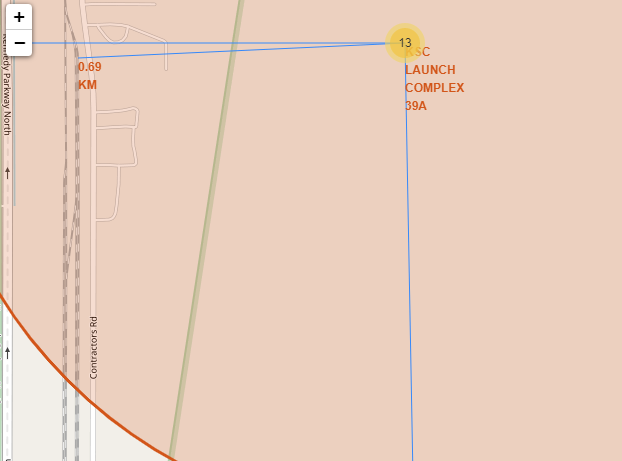 +
−
13
KSC
LAUNCH
COMPLEX
39A
0.69
KM
Kennedy Parkway North
Contractors Rd